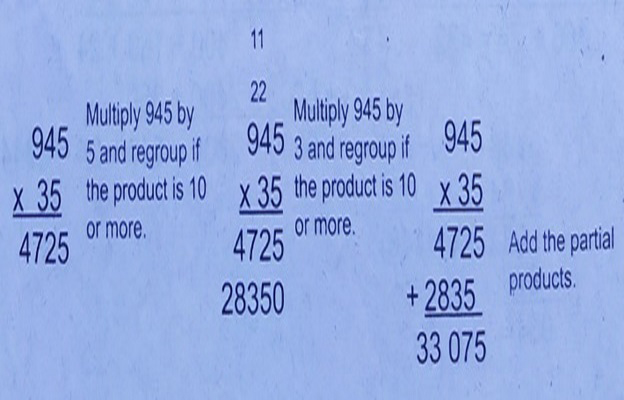 945
x 35
4725
Multiply 945 by
5 and regroup if
the product is 10
or more.
11
22
945
x 35
4725
28350
Multiply 945 by
3 and regroup if
the product is 10
or more.
945
x 35
4725
+ 2835
33 075
Add the partial
products.